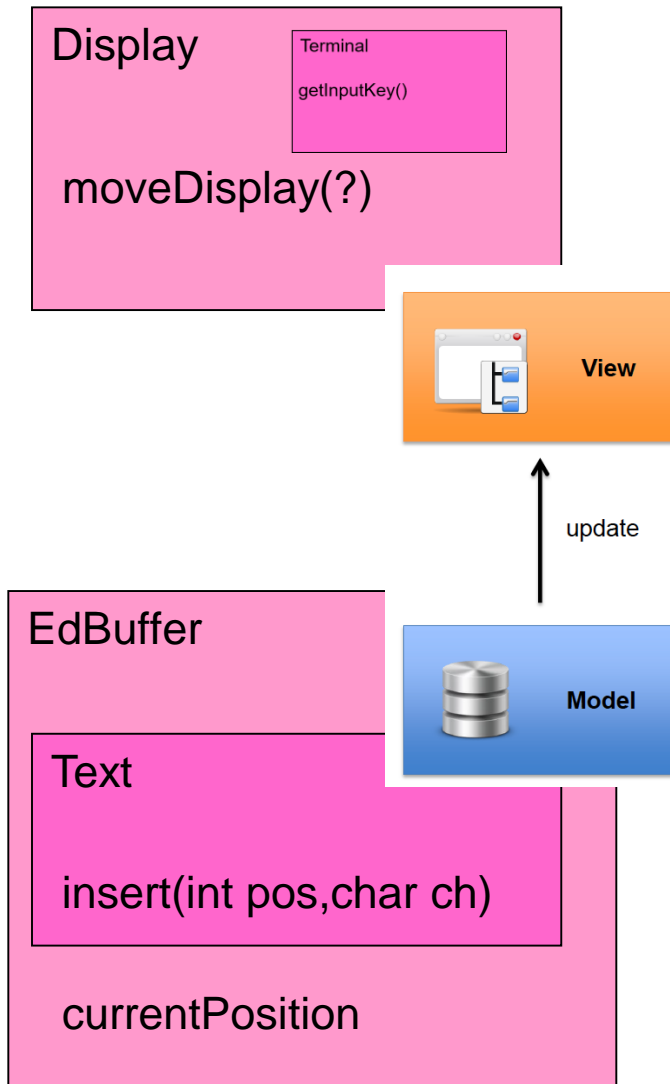 Display
Terminal
getInputKey()
moveDisplay(?)
View
update
EdBuffer
Model
Text
insert(int pos,char ch)
currentPosition